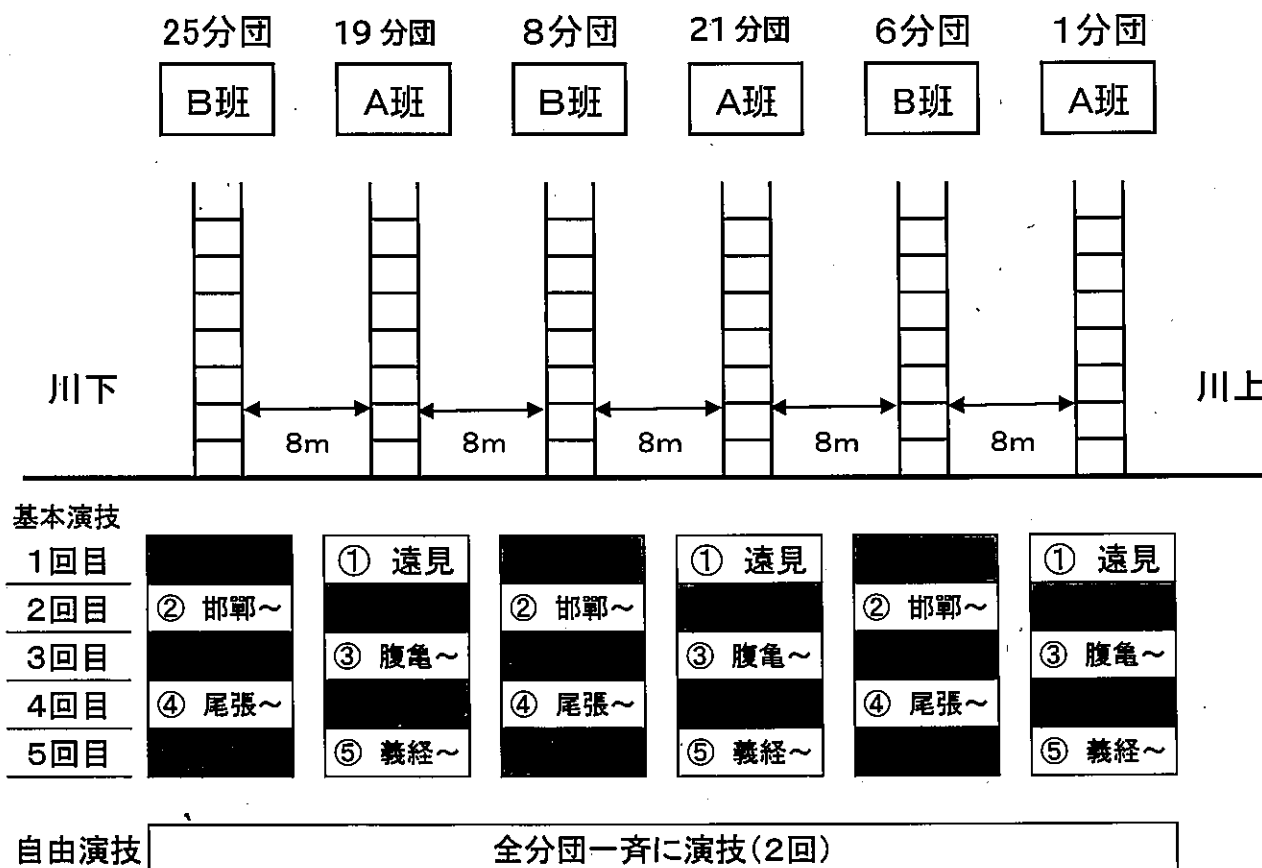 25分団 19分団 8分団 21分団 6分団 1分団
B班 A班 B班 A班 B班 A班
川下 川上
8m 8m 8m 8m 8m
基本演技
1回目 ① 遠見 ① 遠見 ① 遠見
2回目 ② 邯鄲～ ② 邯鄲～ ② 邯鄲～
3回目 ③ 腹亀～ ③ 腹亀～ ③ 腹亀～
4回目 ④ 尾張～ ④ 尾張～ ④ 尾張～
5回目 ⑤ 義経～ ⑤ 義経～ ⑤ 義経～
自由演技 全分団一斉に演技(2回)